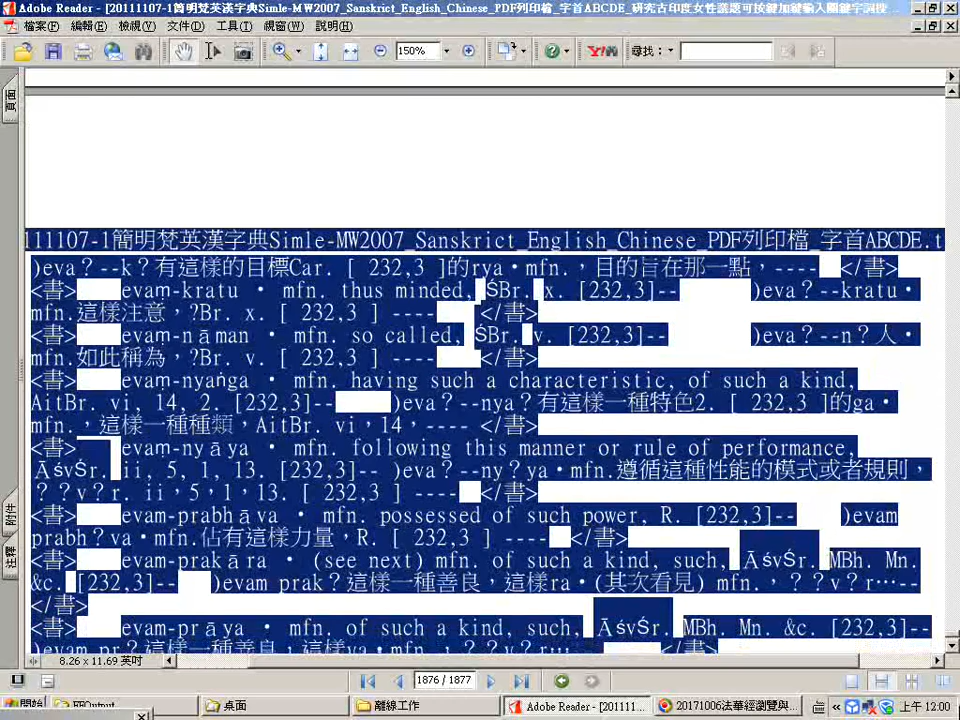 Adobe Reader - [20111107-1簡明梵英漢字典Simle-MW2007_Sanskrict_English_Chinese_PDF列印檔_字首ABCDE_研究古印度女性議題可按鍵輸入關鍵字詞搜
檔案(F) 編輯(E) 檢視(V) 文件(D) 工具(T) 視窗(W) 說明(H)
150% 尋找：
頁面
111107-1簡明梵英漢字典Simle-MW2007_Sanskrict_English_Chinese_PDF列印檔_字首ABCDE.t
)eva？--k？有這樣的目標Car. [ 232,3 ]的rya‧mfn.，目的旨在那一點，---- </書>
<書> evaṃ-kratu ‧ mfn. thus minded, ŚBr. x. [232,3]-- )eva？--kratu‧
mfn.這樣注意，?Br. x. [ 232,3 ] ---- </書>
<書> evaṃ-nāman ‧ mfn. so called, ŚBr. v. [232,3]-- )eva？--n？人‧
mfn.如此稱為，?Br. v. [ 232,3 ] ---- </書>
<書> evaṃ-nyaṅga ‧ mfn. having such a characteristic, of such a kind,
AitBr. vi, 14, 2. [232,3]-- )eva？--nya？有這樣一種特色2. [ 232,3 ]的ga‧
mfn.，這樣一種種類，AitBr. vi，14，---- </書>
<書> evaṃ-nyāya ‧ mfn. following this manner or rule of performance,
ĀśvŚr. ii, 5, 1, 13. [232,3]-- )eva？--ny？ya‧mfn.遵循這種性能的模式或者規則，
？？v？r. ii，5，1，13. [ 232,3 ] ---- </書>
<書> evam-prabhāva ‧ mfn. possessed of such power, R. [232,3]-- )evam
prabh？va‧mfn.佔有這樣力量，R. [ 232,3 ] ---- </書>
<書> evam-prakāra ‧ (see next) mfn. of such a kind, such, ĀśvŚr. MBh. Mn.
&c. [232,3]-- )evam prak？這樣一種善良，這樣ra‧(其次看見) mfn.，？？v？r…--
</書>
<書> evam-prāya ‧ mfn. of such a kind, such, ĀśvŚr. MBh. Mn. &c. [232,3]--
)evam pr？這樣一種善良，這樣ya‧mfn.，？？v？r… </書>
附件
注釋
8.26 x 11.69 英吋
1876 / 1877
開始 FFOutput 桌面 離線工作 Adobe Reader - [201111... 20171006法華經瀏覽與... 上午 12:00